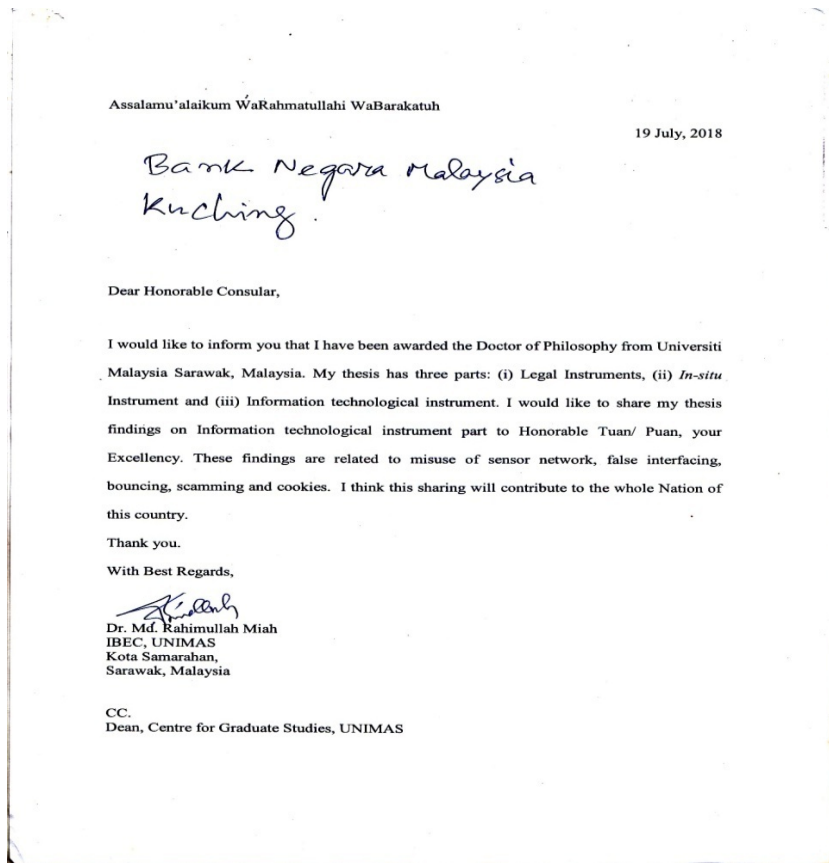 Assalamu'alaikum WaRahmatullahi WaBarakatuh
19 July, 2018
Bank Negara Malaysia
Kuching.
Dear Honorable Consular,
I would like to inform you that I have been awarded the Doctor of Philosophy from Universiti
Malaysia Sarawak, Malaysia. My thesis has three parts: (i) Legal Instruments, (ii) In-situ
Instrument and (iii) Information technological instrument. I would like to share my thesis
findings on Information technological instrument part to Honorable Tuan/ Puan, your
Excellency. These findings are related to misuse of sensor network, false interfacing,
bouncing, scamming and cookies. I think this sharing will contribute to the whole Nation of
this country.
Thank you.
With Best Regards,
Dr. Md. Rahimullah Miah
IBEC, UNIMAS
Kota Samarahan,
Sarawak, Malaysia
CC.
Dean, Centre for Graduate Studies, UNIMAS